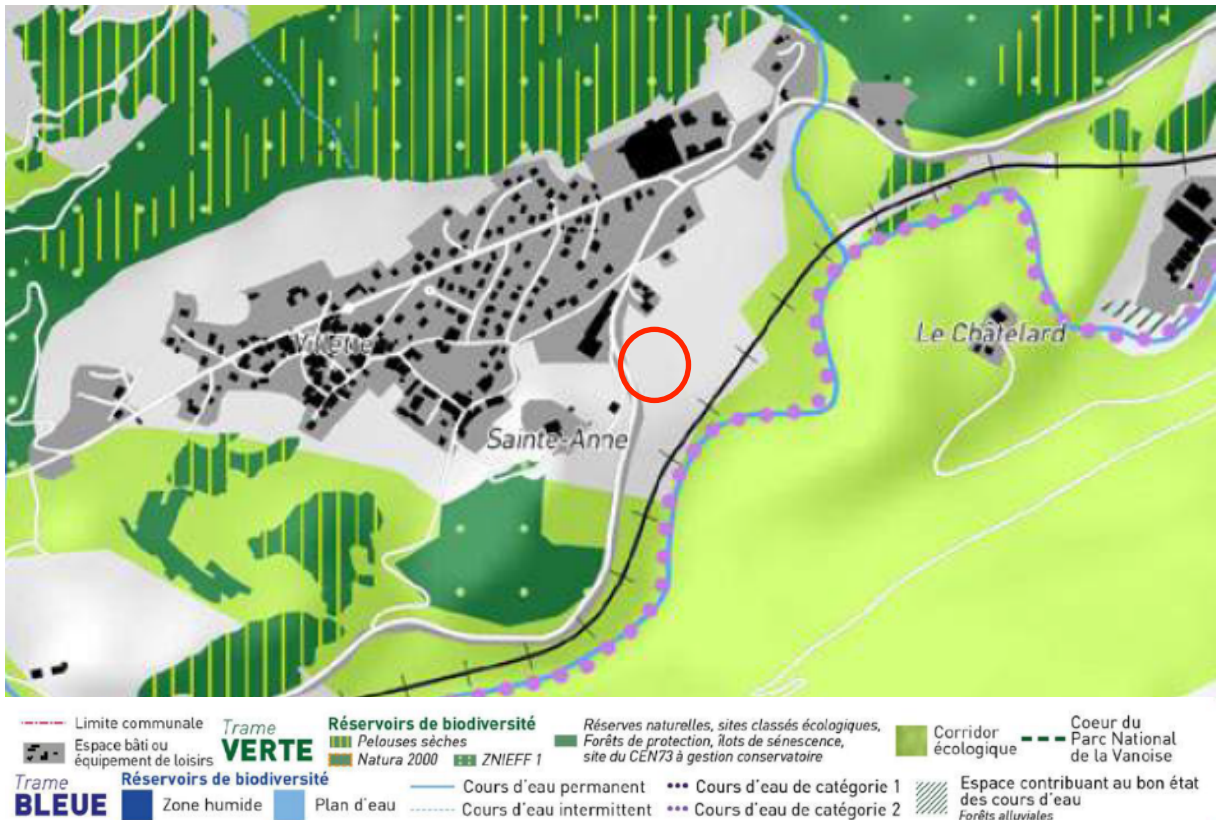 Villette
Le Châtelard
Sainte-Anne
Limite communale
Espace bâti ou
équipement de loisirs
Trame
VERTE
Réservoirs de biodiversité
Pelouses sèches
Natura 2000
ZNIEFF 1
Réserves naturelles, sites classés écologiques,
Forêts de protection, îlots de sénescence,
site du CEN73 à gestion conservatoire
Corridor
écologique
Coeur du
Parc National
de la Vanoise
Trame
BLEUE
Réservoirs de biodiversité
Zone humide
Plan d'eau
Cours d'eau permanent
Cours d'eau intermittent
Cours d'eau de catégorie 1
Cours d'eau de catégorie 2
Espace contribuant au bon état
des cours d'eau
Forêts alluviales